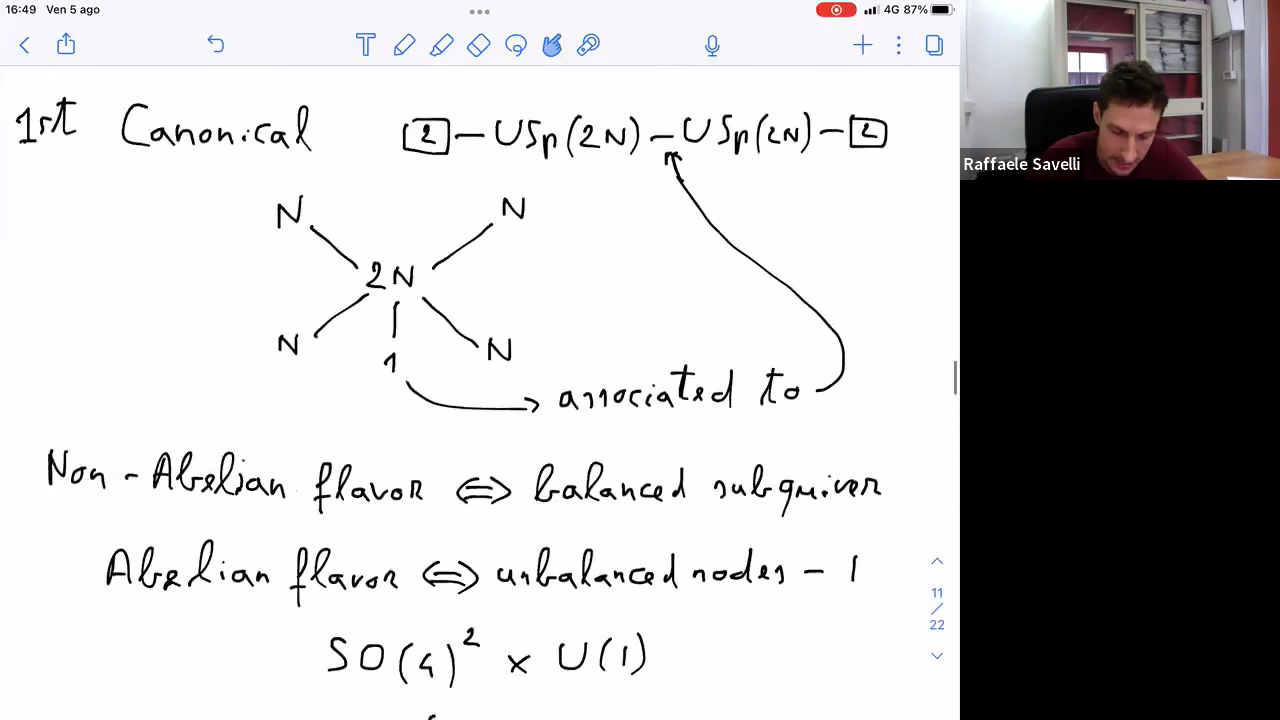 16:49 Ven 5 ago
4G 87%
1st Canonical
2 — USp(2N) — USp(2N) — 2
N N
2N
N 1 N
associated to
Non-Abelian flavor ⇔ balanced subquiver
Abelian flavor ⇔ unbalanced nodes - 1
SO(4)² × U(1)
11
/
22
Raffaele Savelli